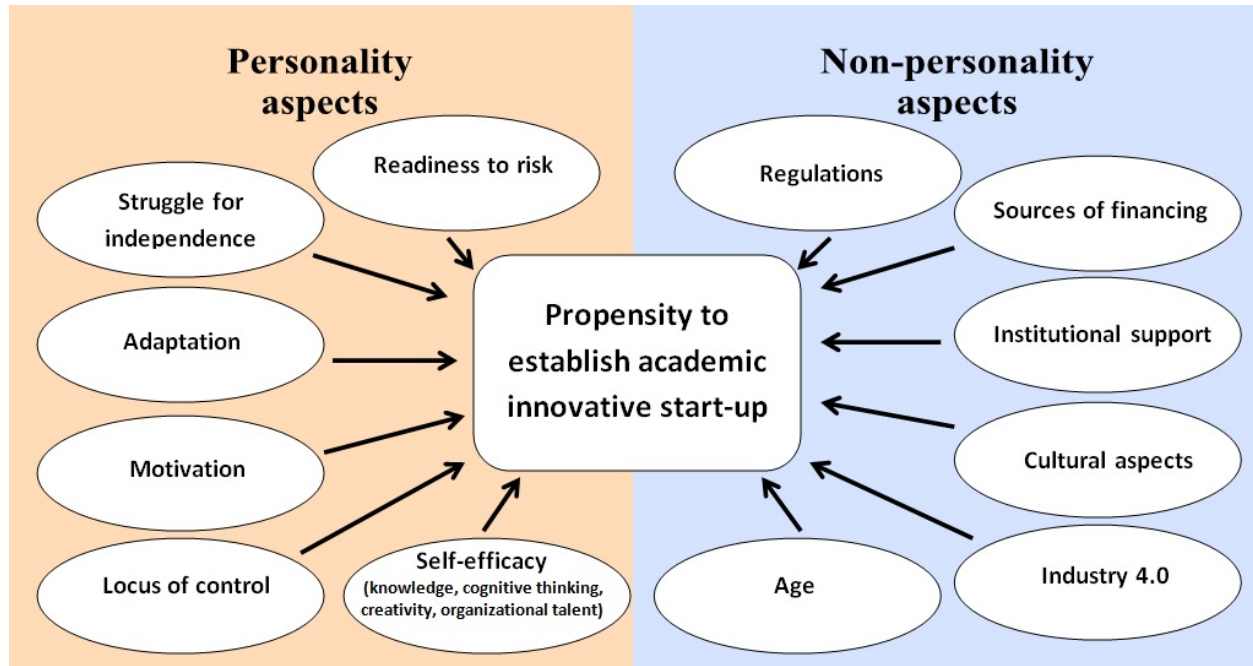 Personality
aspects
Non-personality
aspects
Readiness to risk
Regulations
Struggle for
independence
Sources of financing
Adaptation
Propensity to
establish academic
innovative start-up
Institutional support
Motivation
Cultural aspects
Locus of control
Self-efficacy
(knowledge, cognitive thinking,
creativity, organizational talent)
Age
Industry 4.0